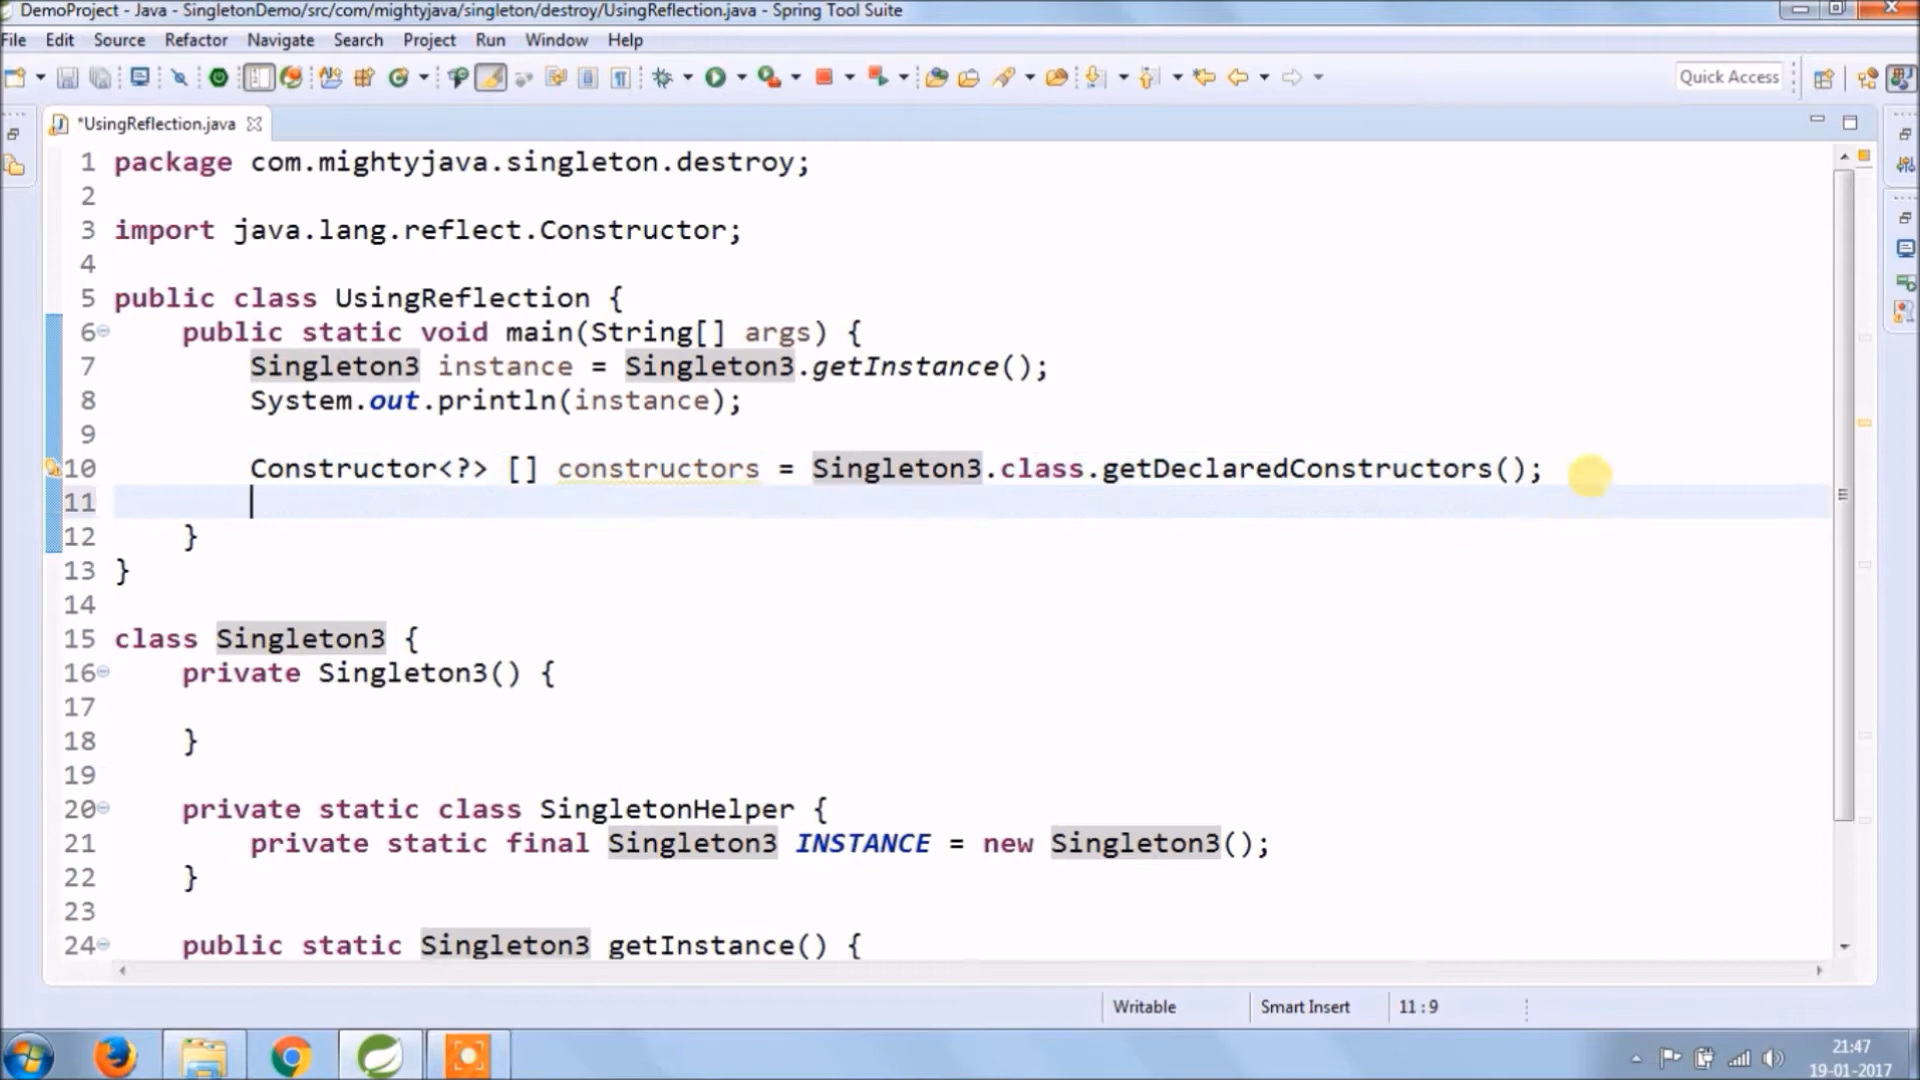 DemoProject - Java - SingletonDemo/src/com/mightyjava/singleton/destroy/UsingReflection.java - Spring Tool Suite
File Edit Source Refactor Navigate Search Project Run Window Help
Quick Access
*UsingReflection.java
1 package com.mightyjava.singleton.destroy;
2
3 import java.lang.reflect.Constructor;
4
5 public class UsingReflection {
6 public static void main(String[] args) {
7 Singleton3 instance = Singleton3.getInstance();
8 System.out.println(instance);
9
10 Constructor<?> [] constructors = Singleton3.class.getDeclaredConstructors();
11
12 }
13 }
14
15 class Singleton3 {
16 private Singleton3() {
17
18 }
19
20 private static class SingletonHelper {
21 private static final Singleton3 INSTANCE = new Singleton3();
22 }
23
24 public static Singleton3 getInstance() {
Writable Smart Insert 11 : 9
21:47
19-01-2017